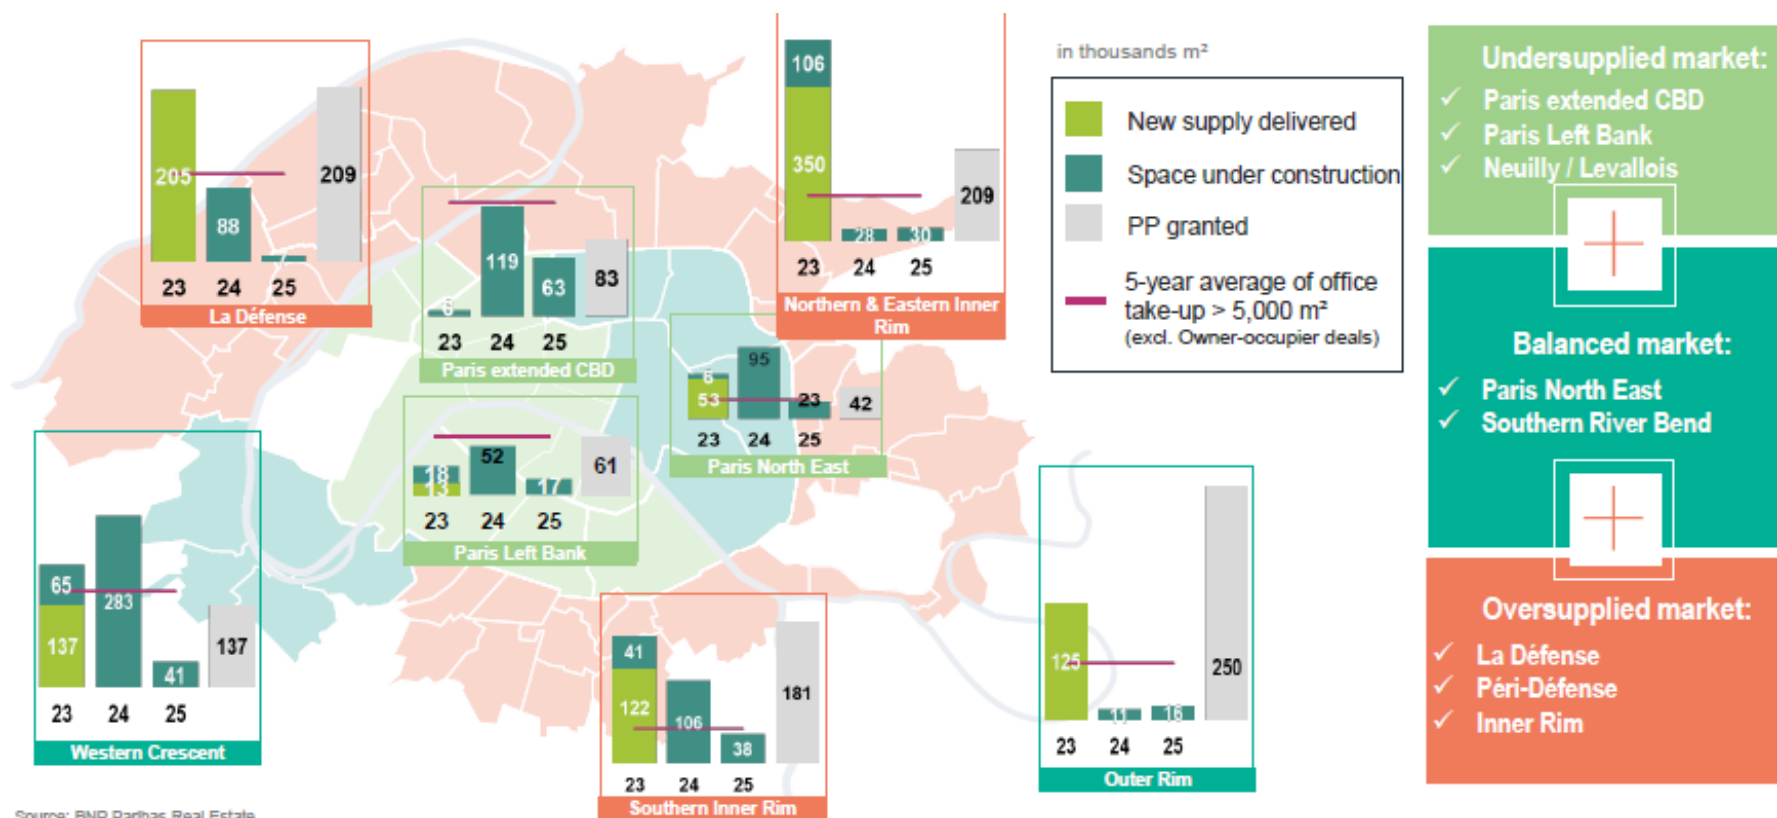 205
88
209
23 24 25
La Défense
6
119
63
83
23 24 25
Paris extended CBD
106
350
28
30
209
23 24 25
Northern & Eastern Inner
Rim
6
53
95
23
42
23 24 25
Paris North East
18
13
52
17
61
23 24 25
Paris Left Bank
65
137
283
41
137
23 24 25
Western Crescent
41
122
106
38
181
23 24 25
Southern Inner Rim
125
11
16
250
23 24 25
Outer Rim
in thousands m²
New supply delivered
Space under construction
PP granted
5-year average of office
take-up > 5,000 m²
(excl. Owner-occupier deals)
Undersupplied market:
✓ Paris extended CBD
✓ Paris Left Bank
✓ Neuilly / Levallois
Balanced market:
✓ Paris North East
✓ Southern River Bend
Oversupplied market:
✓ La Défense
✓ Péri-Défense
✓ Inner Rim
Source: BNP Paribas Real Estate